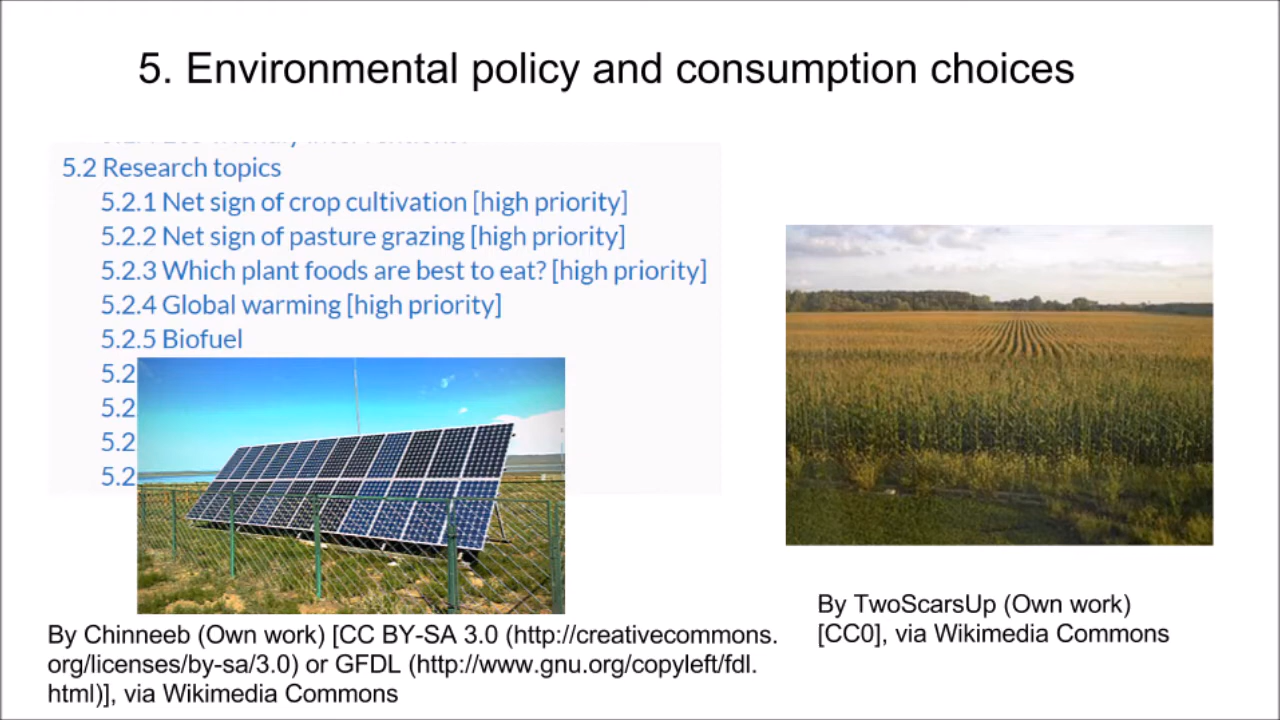 5. Environmental policy and consumption choices
5.2 Research topics
5.2.1 Net sign of crop cultivation [high priority]
5.2.2 Net sign of pasture grazing [high priority]
5.2.3 Which plant foods are best to eat? [high priority]
5.2.4 Global warming [high priority]
5.2.5 Biofuel
5.2
5.2
5.2
5.2
By Chinneeb (Own work) [CC BY-SA 3.0 (http://creativecommons.
org/licenses/by-sa/3.0) or GFDL (http://www.gnu.org/copyleft/fdl.
html)], via Wikimedia Commons
By TwoScarsUp (Own work)
[CC0], via Wikimedia Commons